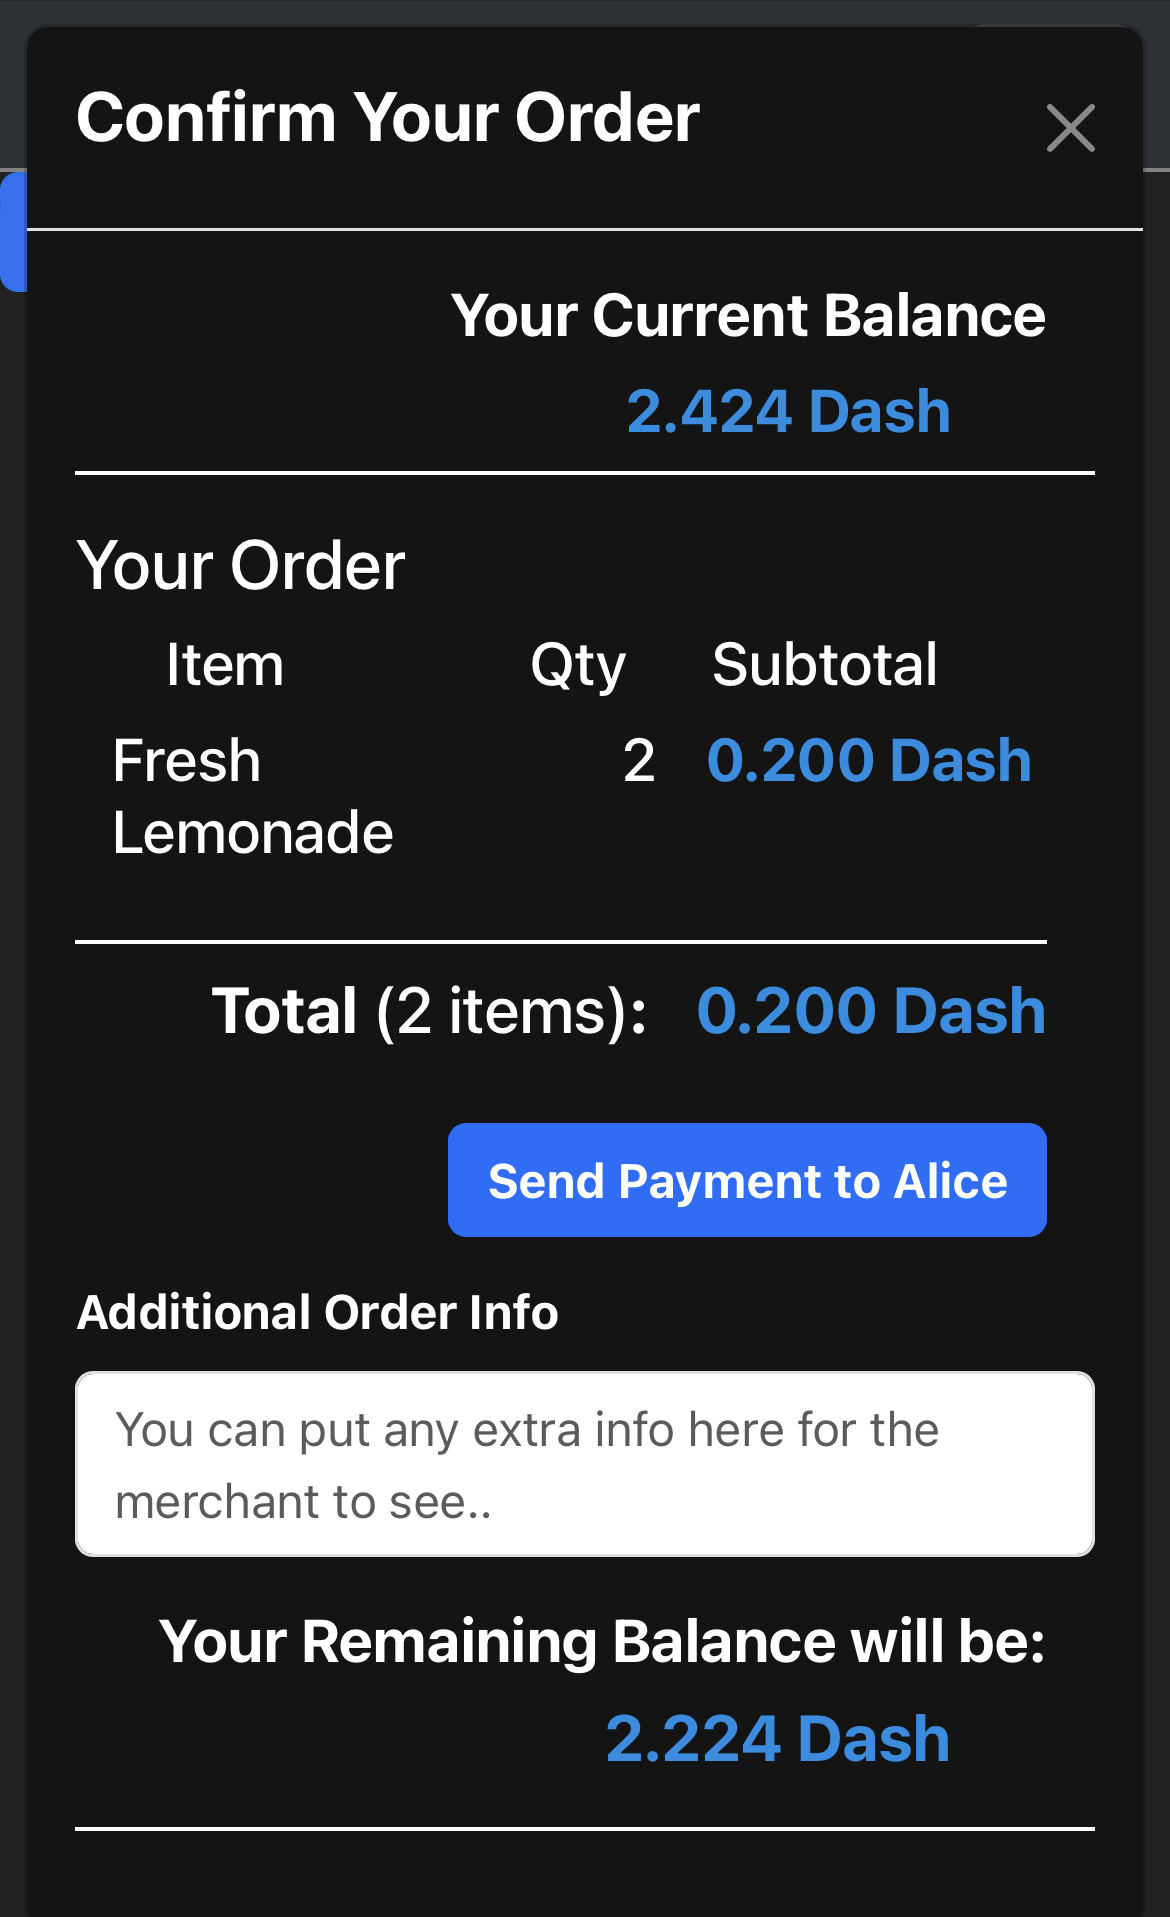 Confirm Your Order
Your Current Balance
2.424 Dash
Your Order
Item Qty Subtotal
Fresh 2 0.200 Dash
Lemonade
Total (2 items): 0.200 Dash
Send Payment to Alice
Additional Order Info
You can put any extra info here for the
merchant to see..
Your Remaining Balance will be:
2.224 Dash